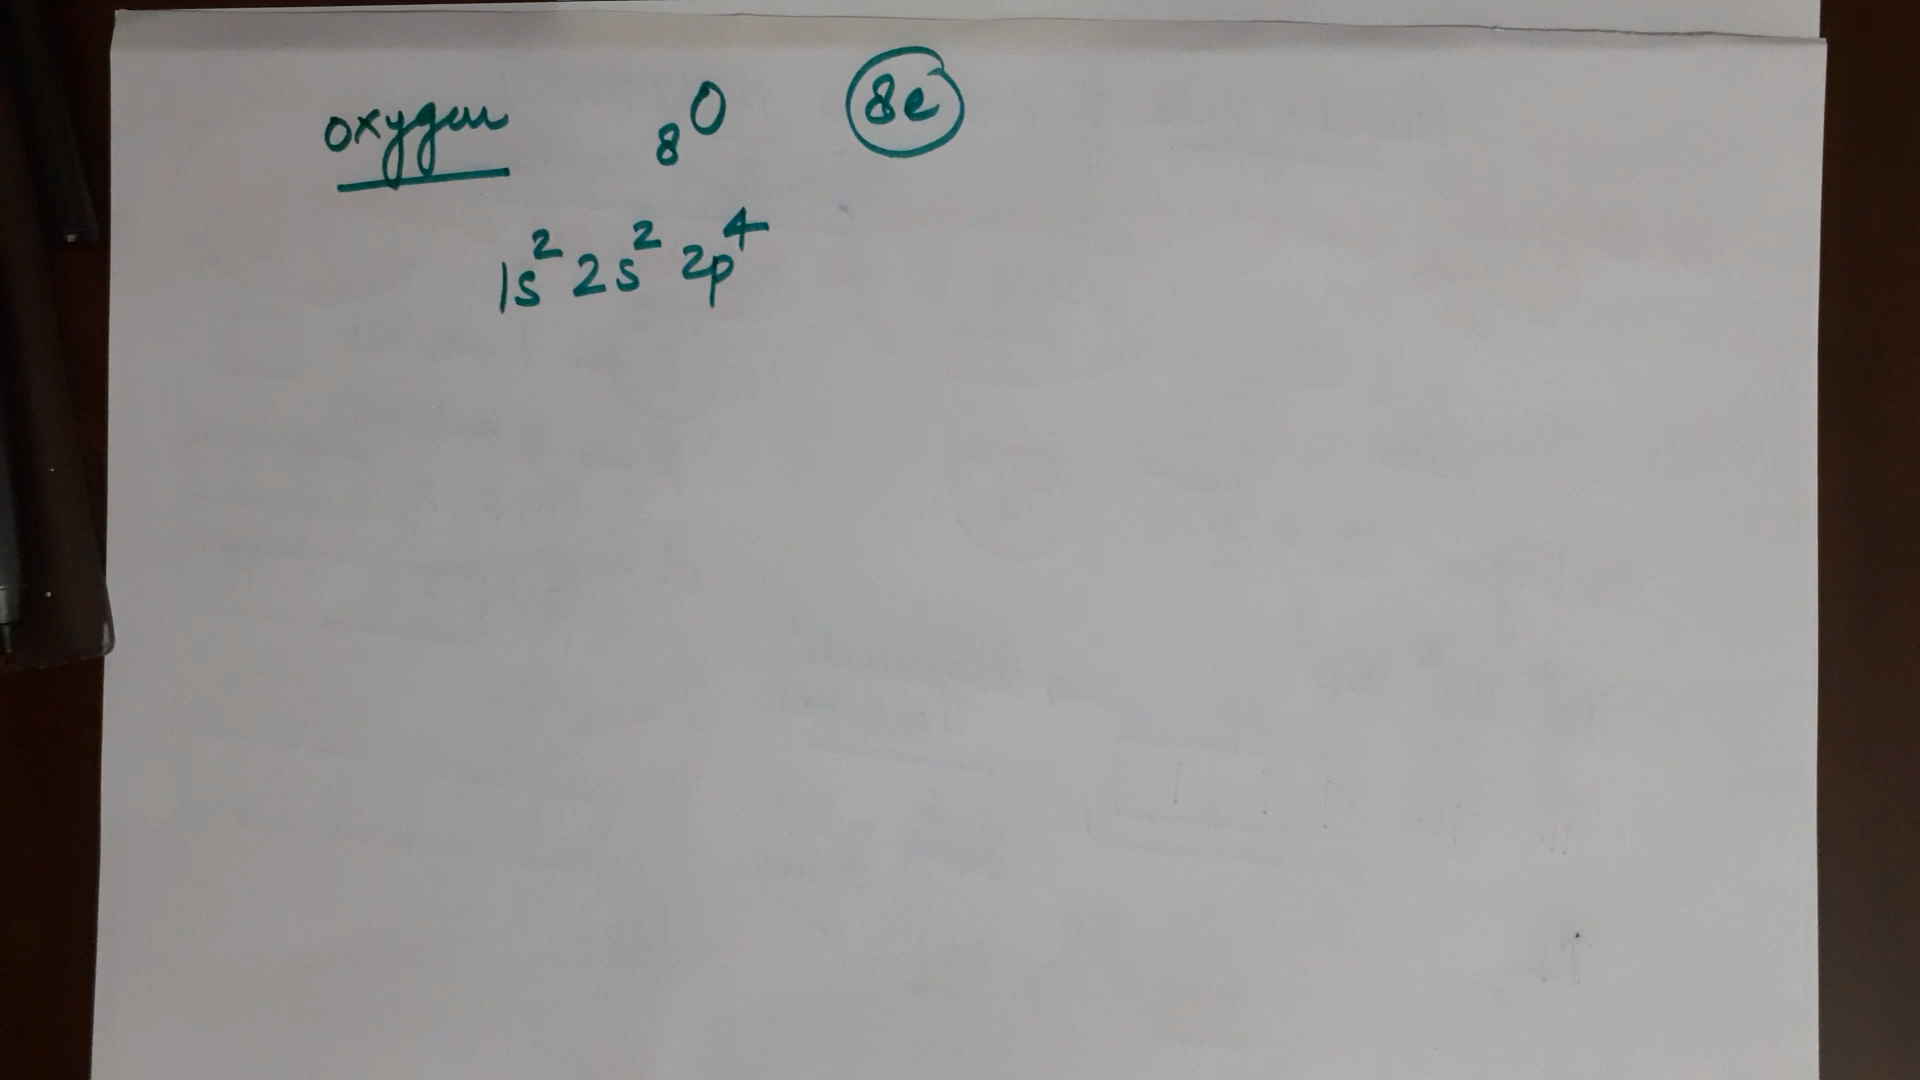 oxygen ₈O 8e⁻
1s² 2s² 2p⁴